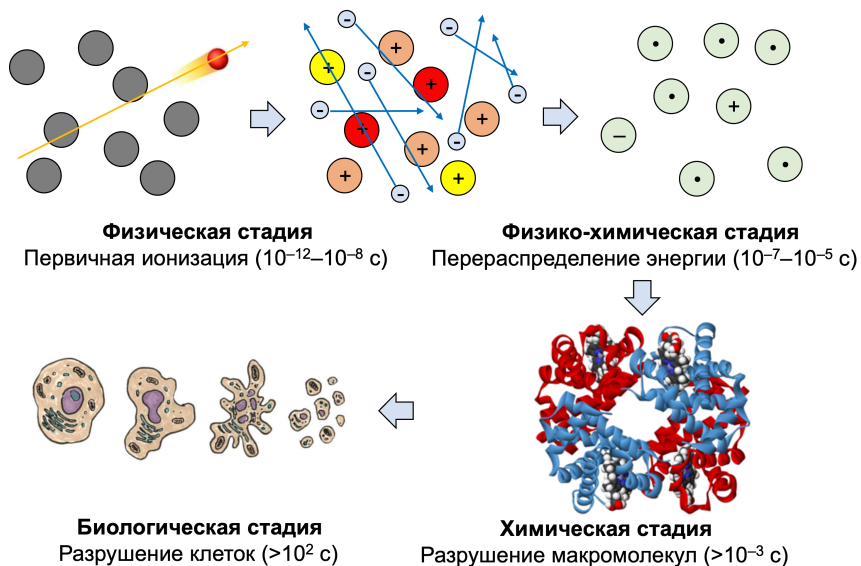 Физическая стадия
Первичная ионизация (10⁻¹²–10⁻⁸ с)
Физико-химическая стадия
Перераспределение энергии (10⁻⁷–10⁻⁵ с)
Биологическая стадия
Разрушение клеток (>10² с)
Химическая стадия
Разрушение макромолекул (>10⁻³ с)